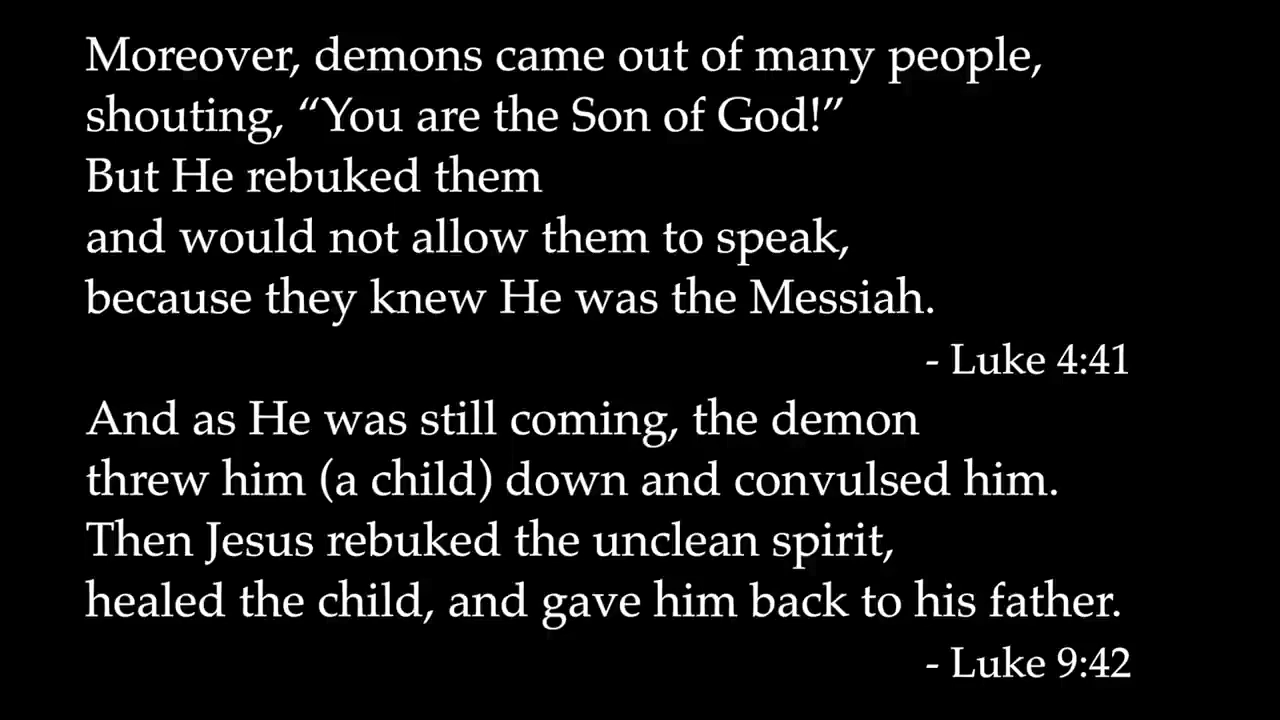 Moreover, demons came out of many people,
shouting, “You are the Son of God!”
But He rebuked them
and would not allow them to speak,
because they knew He was the Messiah.
- Luke 4:41
And as He was still coming, the demon
threw him (a child) down and convulsed him.
Then Jesus rebuked the unclean spirit,
healed the child, and gave him back to his father.
- Luke 9:42